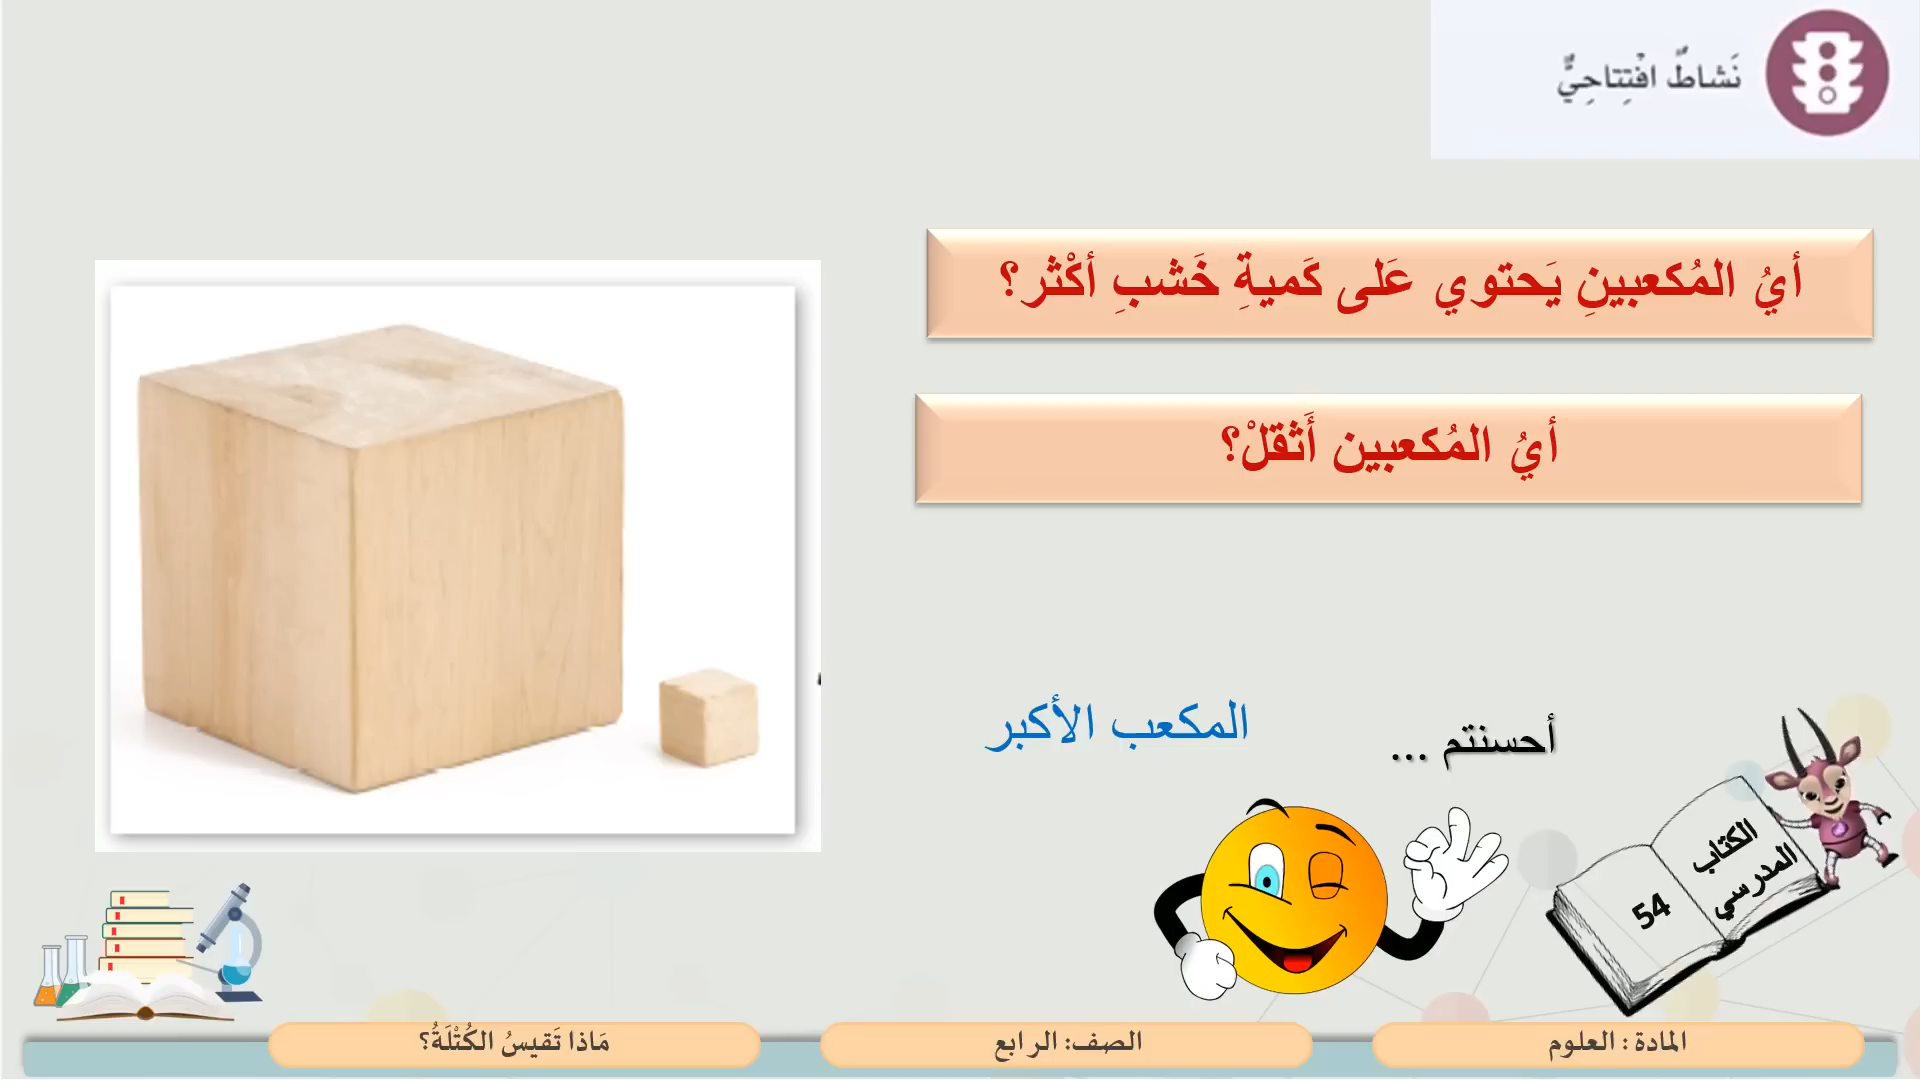 نَشاطٌ افْتِتاحِيٌّ
أيُ المُكعبينِ يَحتوي عَلى كَميةِ خَشبِ أكْثر؟
أيُ المُكعبين أَثقلْ؟
أحسنتم ...
المكعب الأكبر
الكتاب
المدرسي
54
المادة : العلوم
الصف: الرابع
مَاذا تَقيسُ الكُتْلَةُ؟